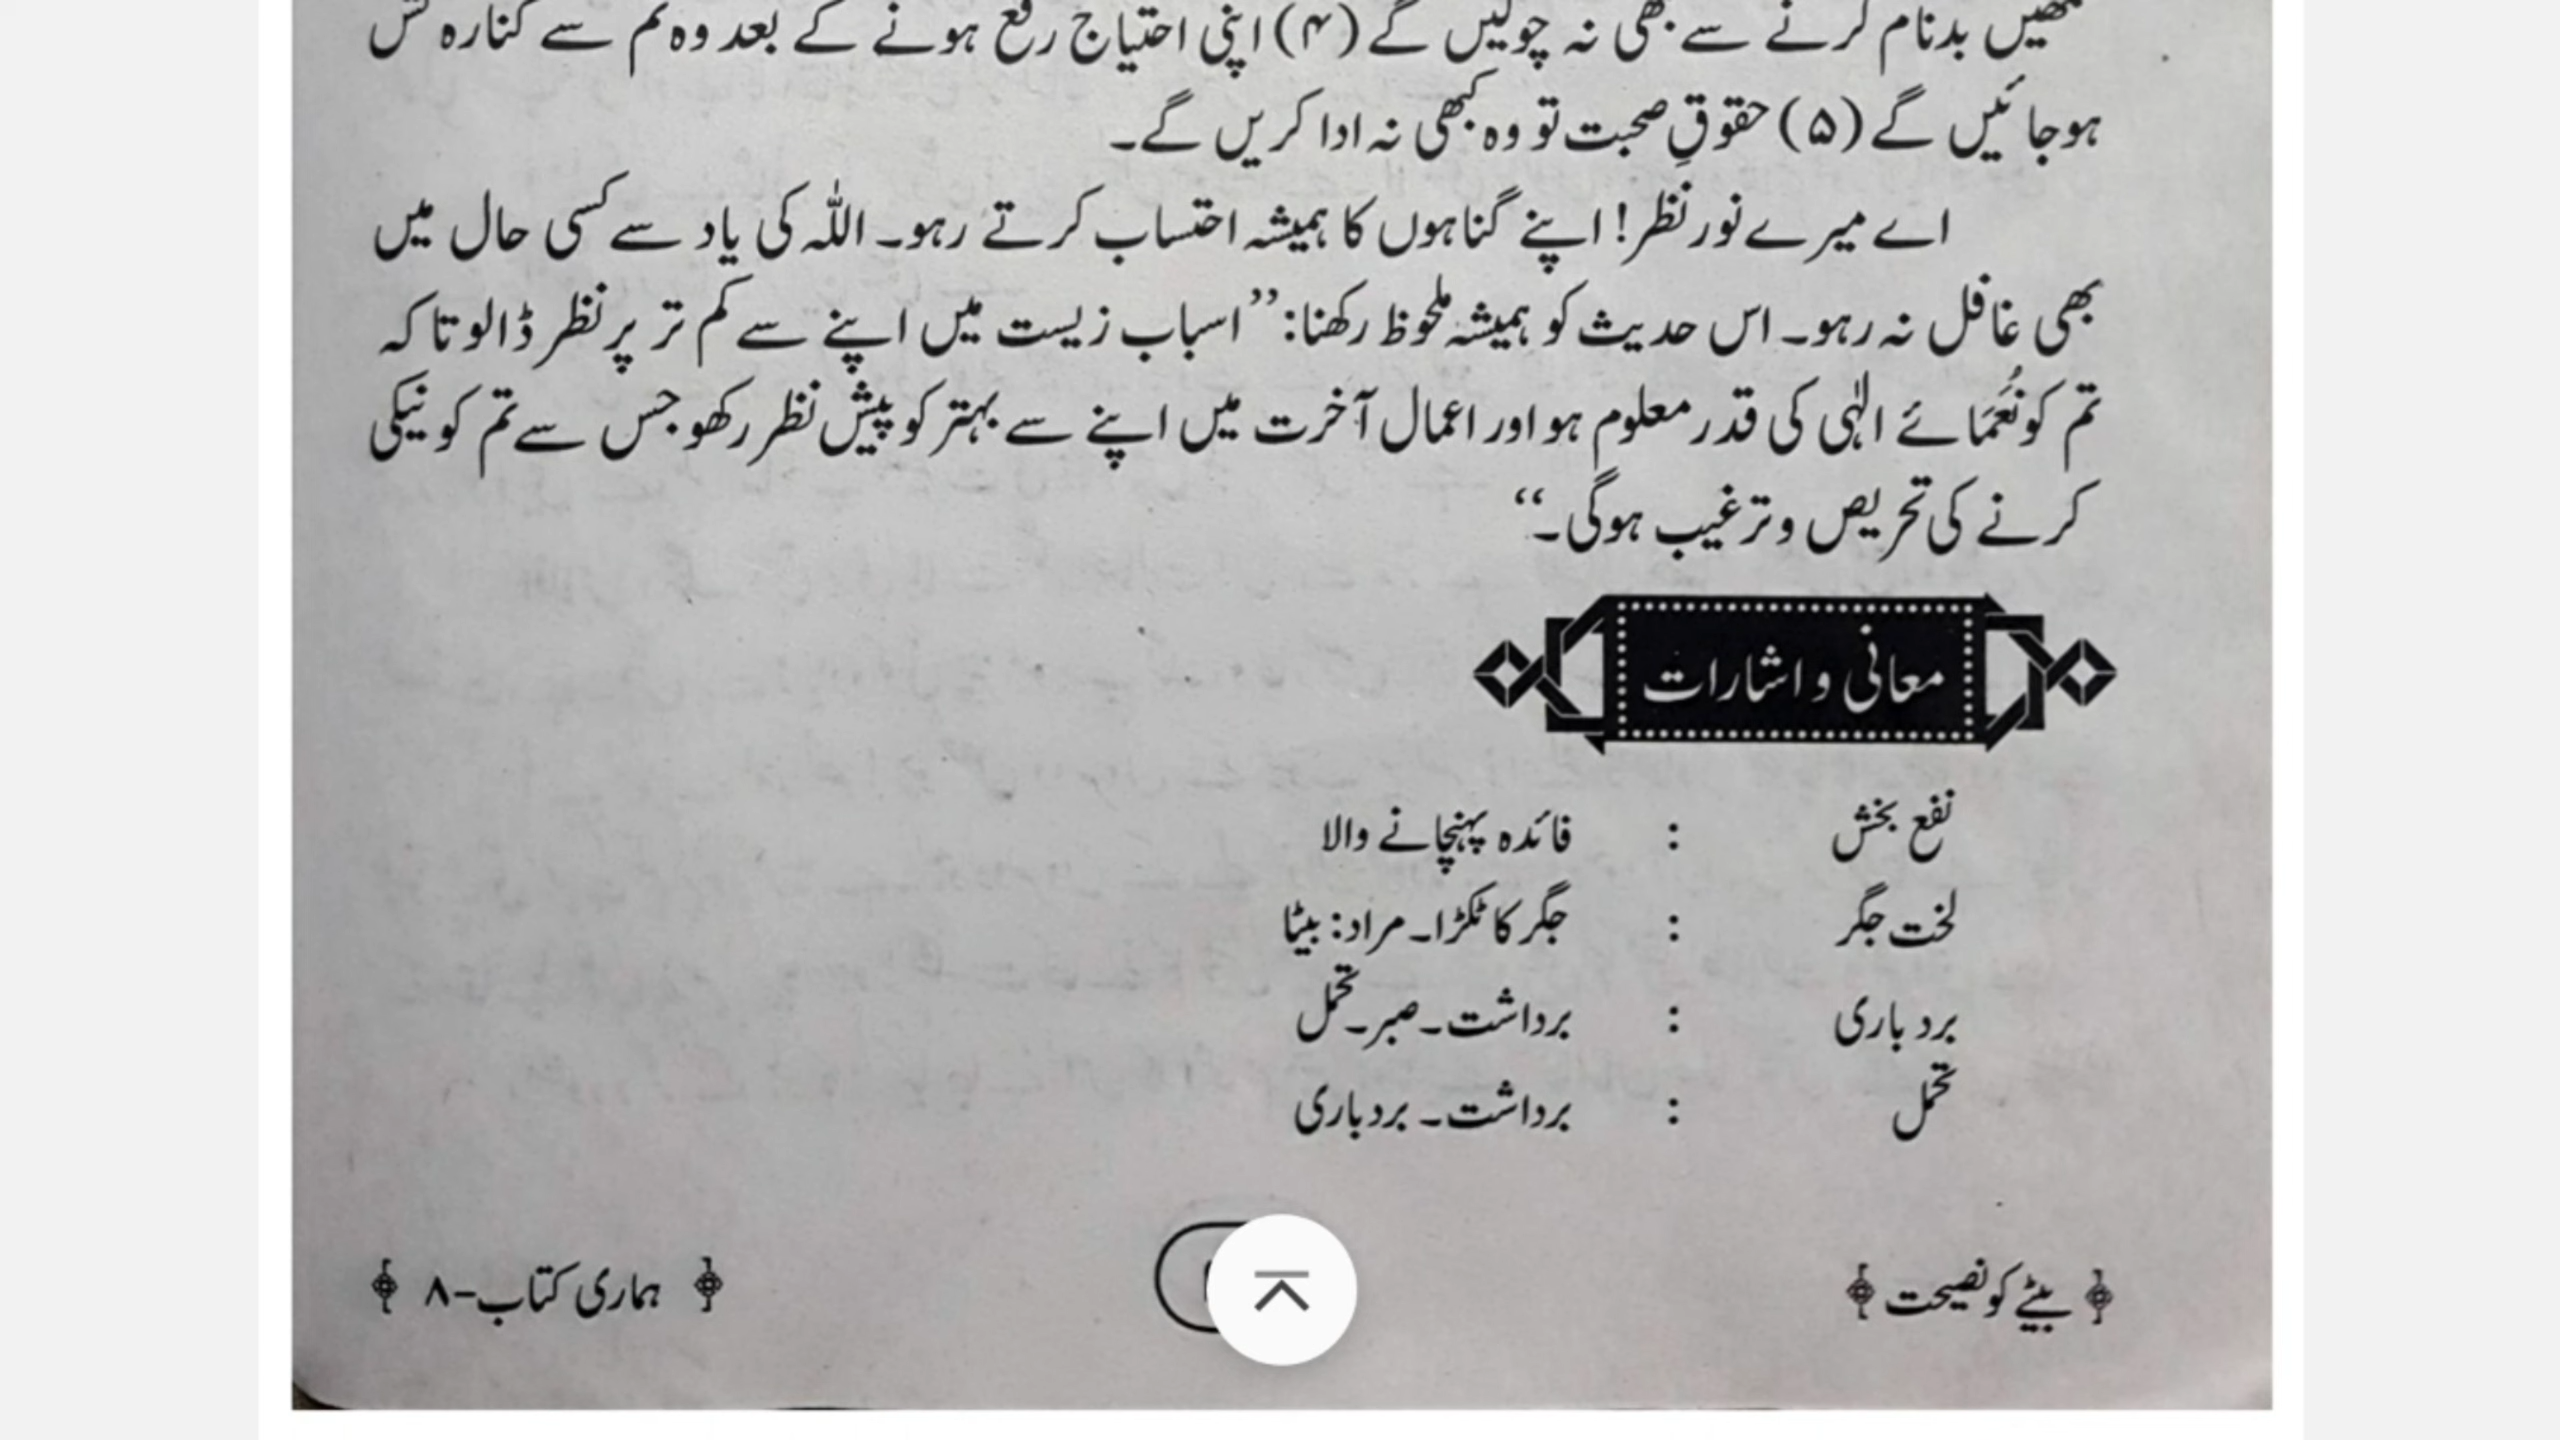 تمھیں بدنام کرنے سے بھی نہ چوکیں گے (۴) اپنی احتیاج رفع ہونے کے بعد وہ تم سے کنارہ کش
ہوجائیں گے (۵) حقوقِ صحبت تو وہ کبھی نہ ادا کریں گے۔
اے میرے نور نظر! اپنے گناہوں کا ہمیشہ احتساب کرتے رہو۔ اللہ کی یاد سے کسی حال میں
بھی غافل نہ رہو۔ اس حدیث کو ہمیشہ ملحوظ رکھنا: ”اسباب زیست میں اپنے سے کم تر پر نظر ڈالو تاکہ
تم کو نُعَمَائے الٰہی کی قدر معلوم ہو اور اعمال آخرت میں اپنے سے بہتر کو پیش نظر رکھو جس سے تم کو نیکی
کرنے کی تحریص و ترغیب ہوگی۔“
معانی و اشارات
نفع بخش : فائدہ پہنچانے والا
لخت جگر : جگر کا ٹکڑا۔ مراد: بیٹا
بردباری : برداشت۔ صبر۔ تحمل
تحمل : برداشت۔ بردباری
بیٹے کو نصیحت
ہماری کتاب-۸